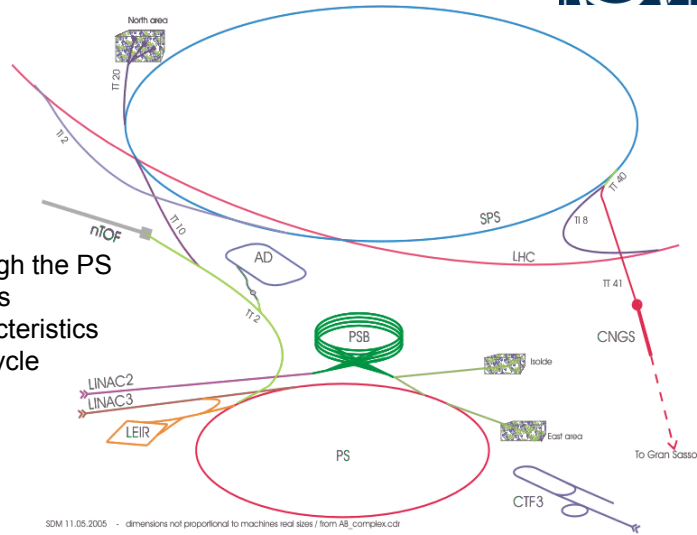 North area
TT 20
TI 2
TT 10
SPS
TT 40
TI 8
LHC
nTOF
AD
TT 41
gh the PS
s
cteristics
ycle
TT 2
PSB
CNGS
Isolde
LINAC2
LINAC3
LEIR
East area
PS
To Gran Sasso
CTF3
SDM 11.05.2005 - dimensions not proportional to machines real sizes / from AB_complex.cdr